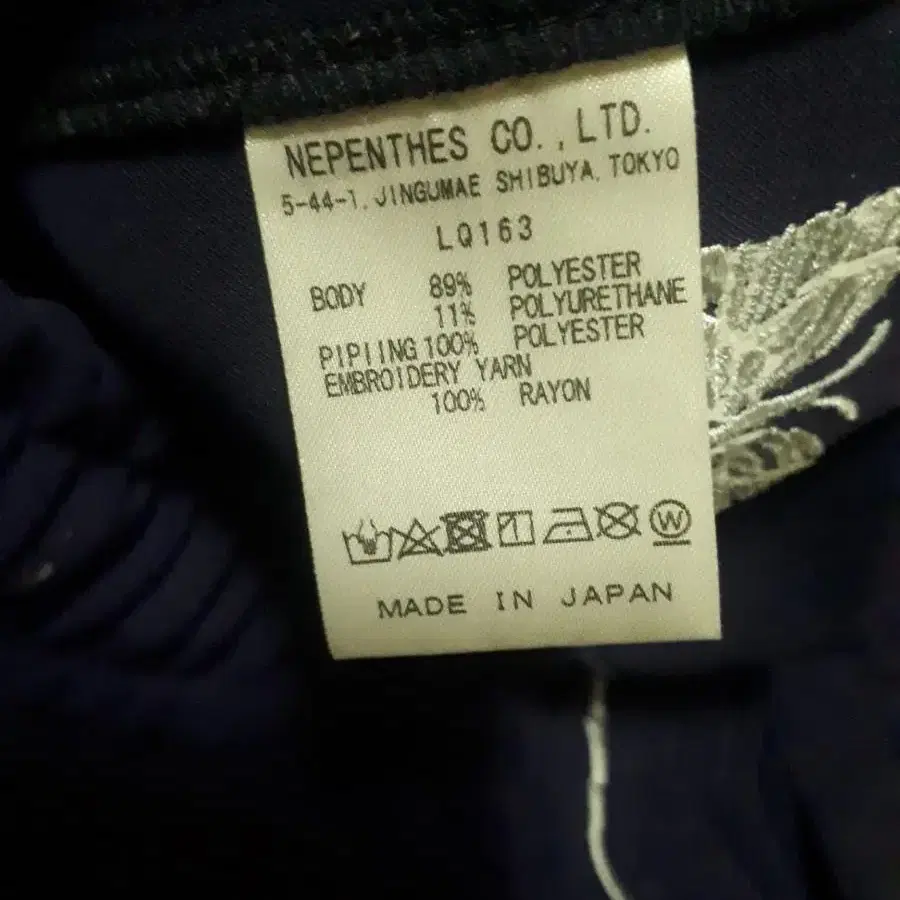 NEPENTHES CO.,LTD.
5-44-1, JINGUMAE SHIBUYA, TOKYO
LQ163
BODY 89% POLYESTER
11% POLYURETHANE
PIPIING 100% POLYESTER
EMBROIDERY YARN
100% RAYON
W
MADE IN JAPAN